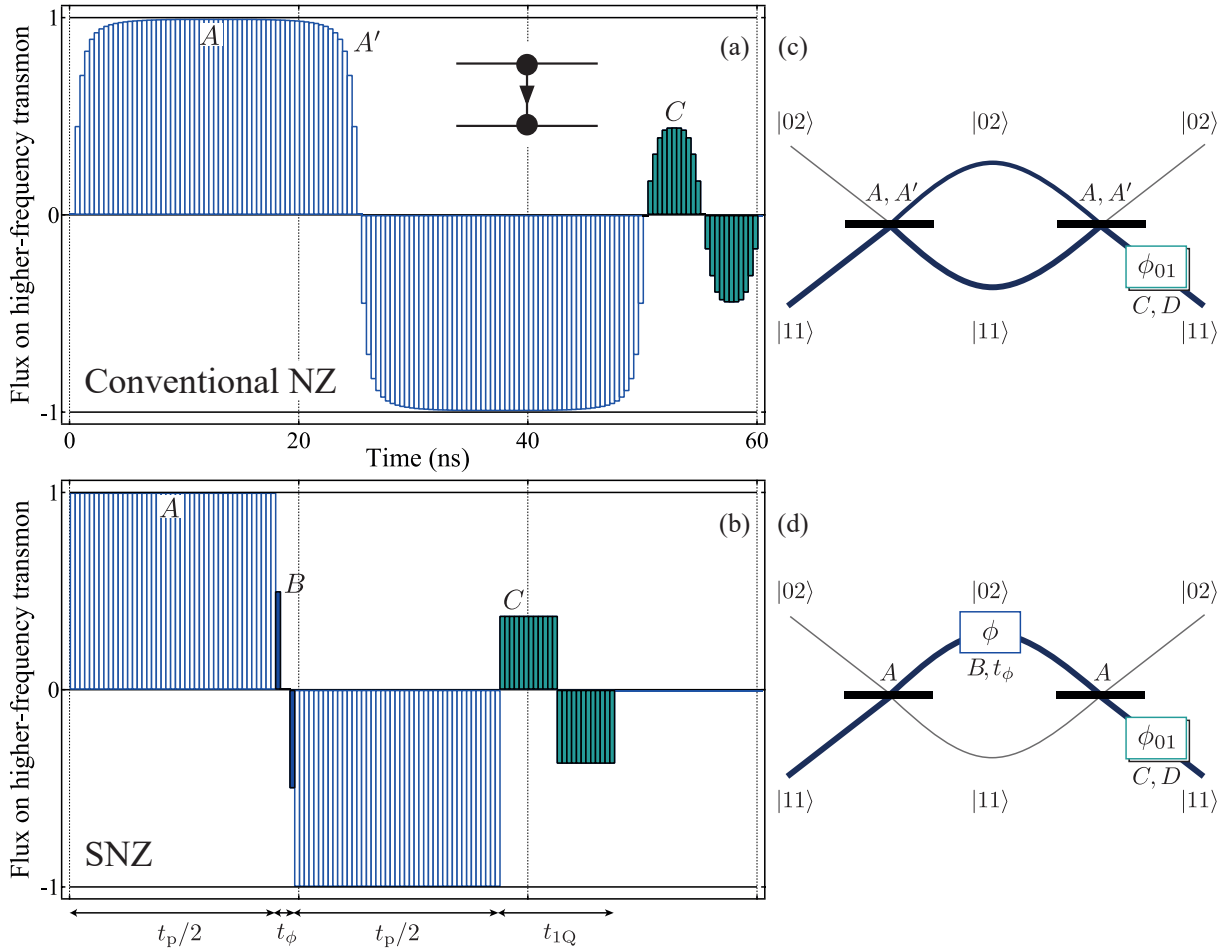 Flux on higher-frequency transmon
1
0
-1
A
A′
C
(a)
Conventional NZ
0
20
40
60
Time (ns)
(c)
|02⟩
|02⟩
|02⟩
A, A′
A, A′
ϕ01
C, D
|11⟩
|11⟩
|11⟩
Flux on higher-frequency transmon
1
0
-1
A
B
C
(b)
SNZ
tp/2
tϕ
tp/2
t1Q
(d)
|02⟩
|02⟩
|02⟩
ϕ
B, tϕ
A
A
ϕ01
C, D
|11⟩
|11⟩
|11⟩